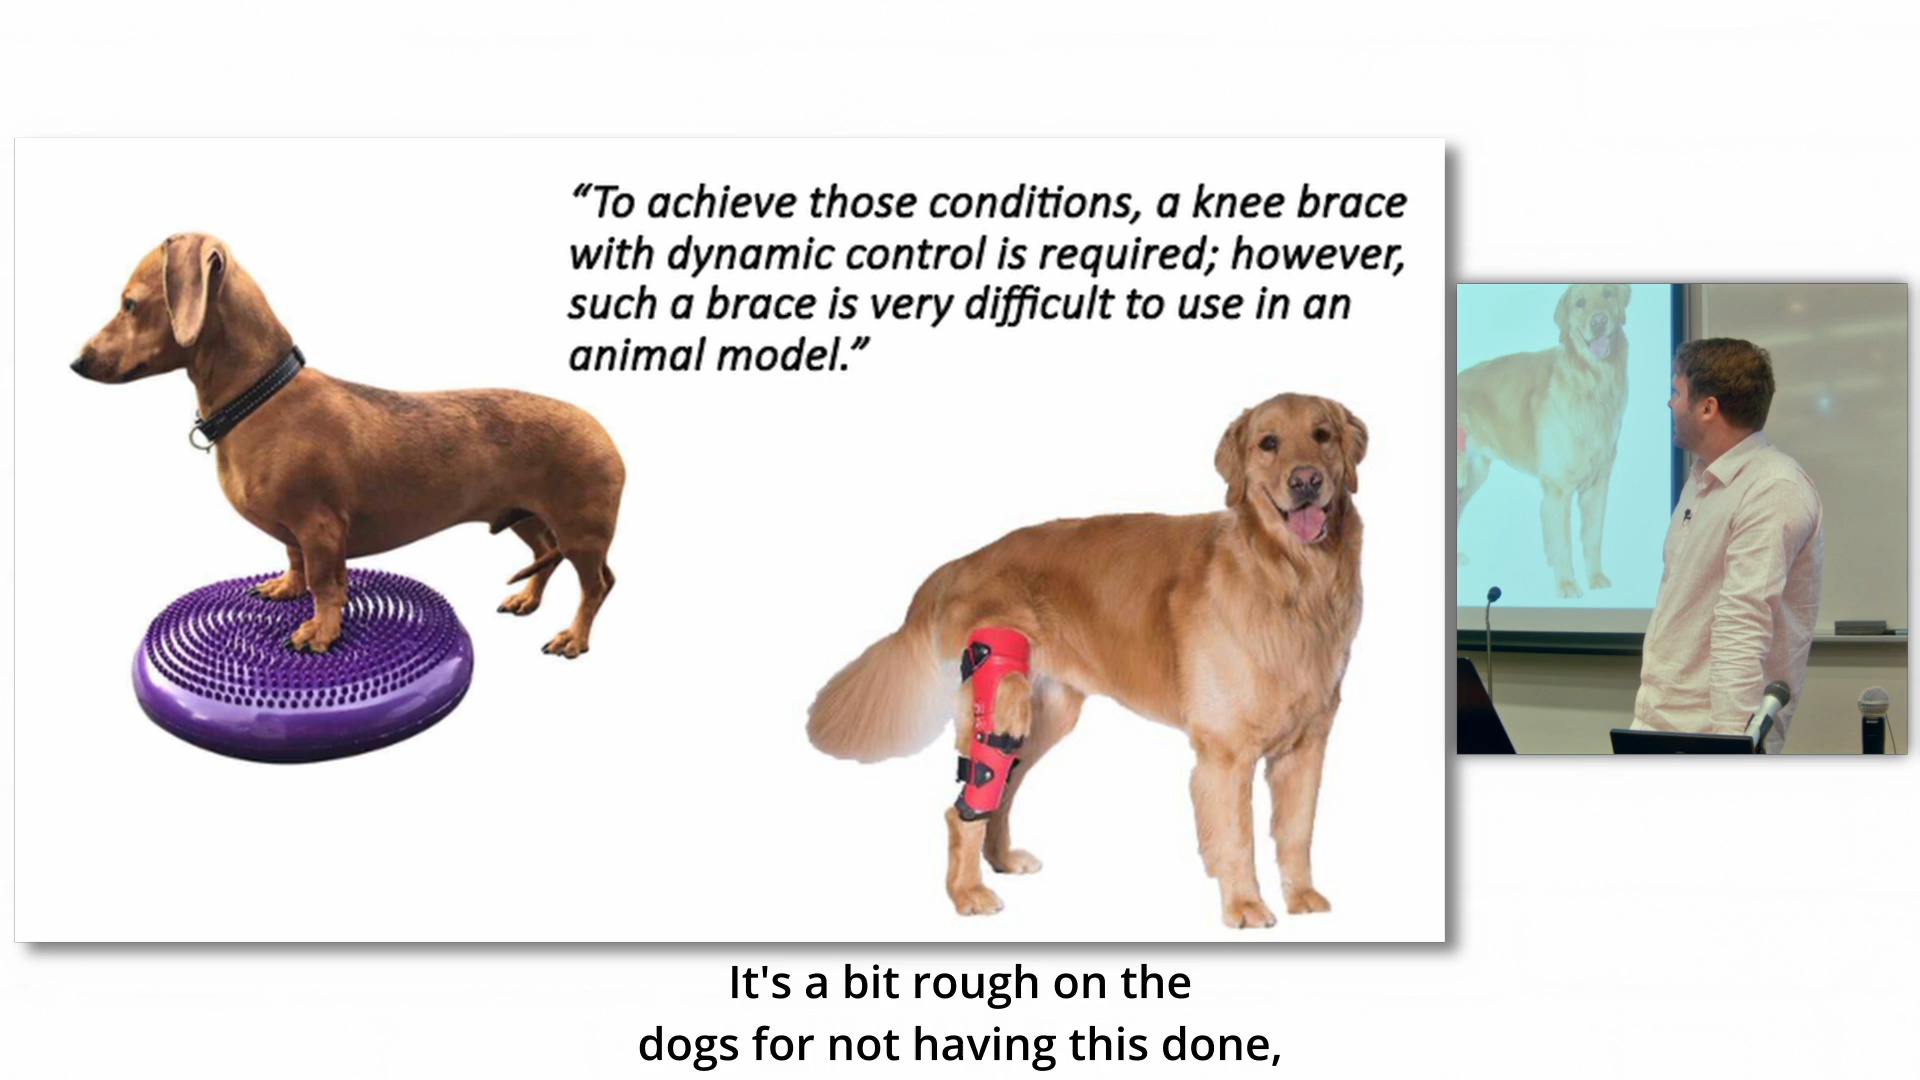 “To achieve those conditions, a knee brace
with dynamic control is required; however,
such a brace is very difficult to use in an
animal model.”
It's a bit rough on the
dogs for not having this done,